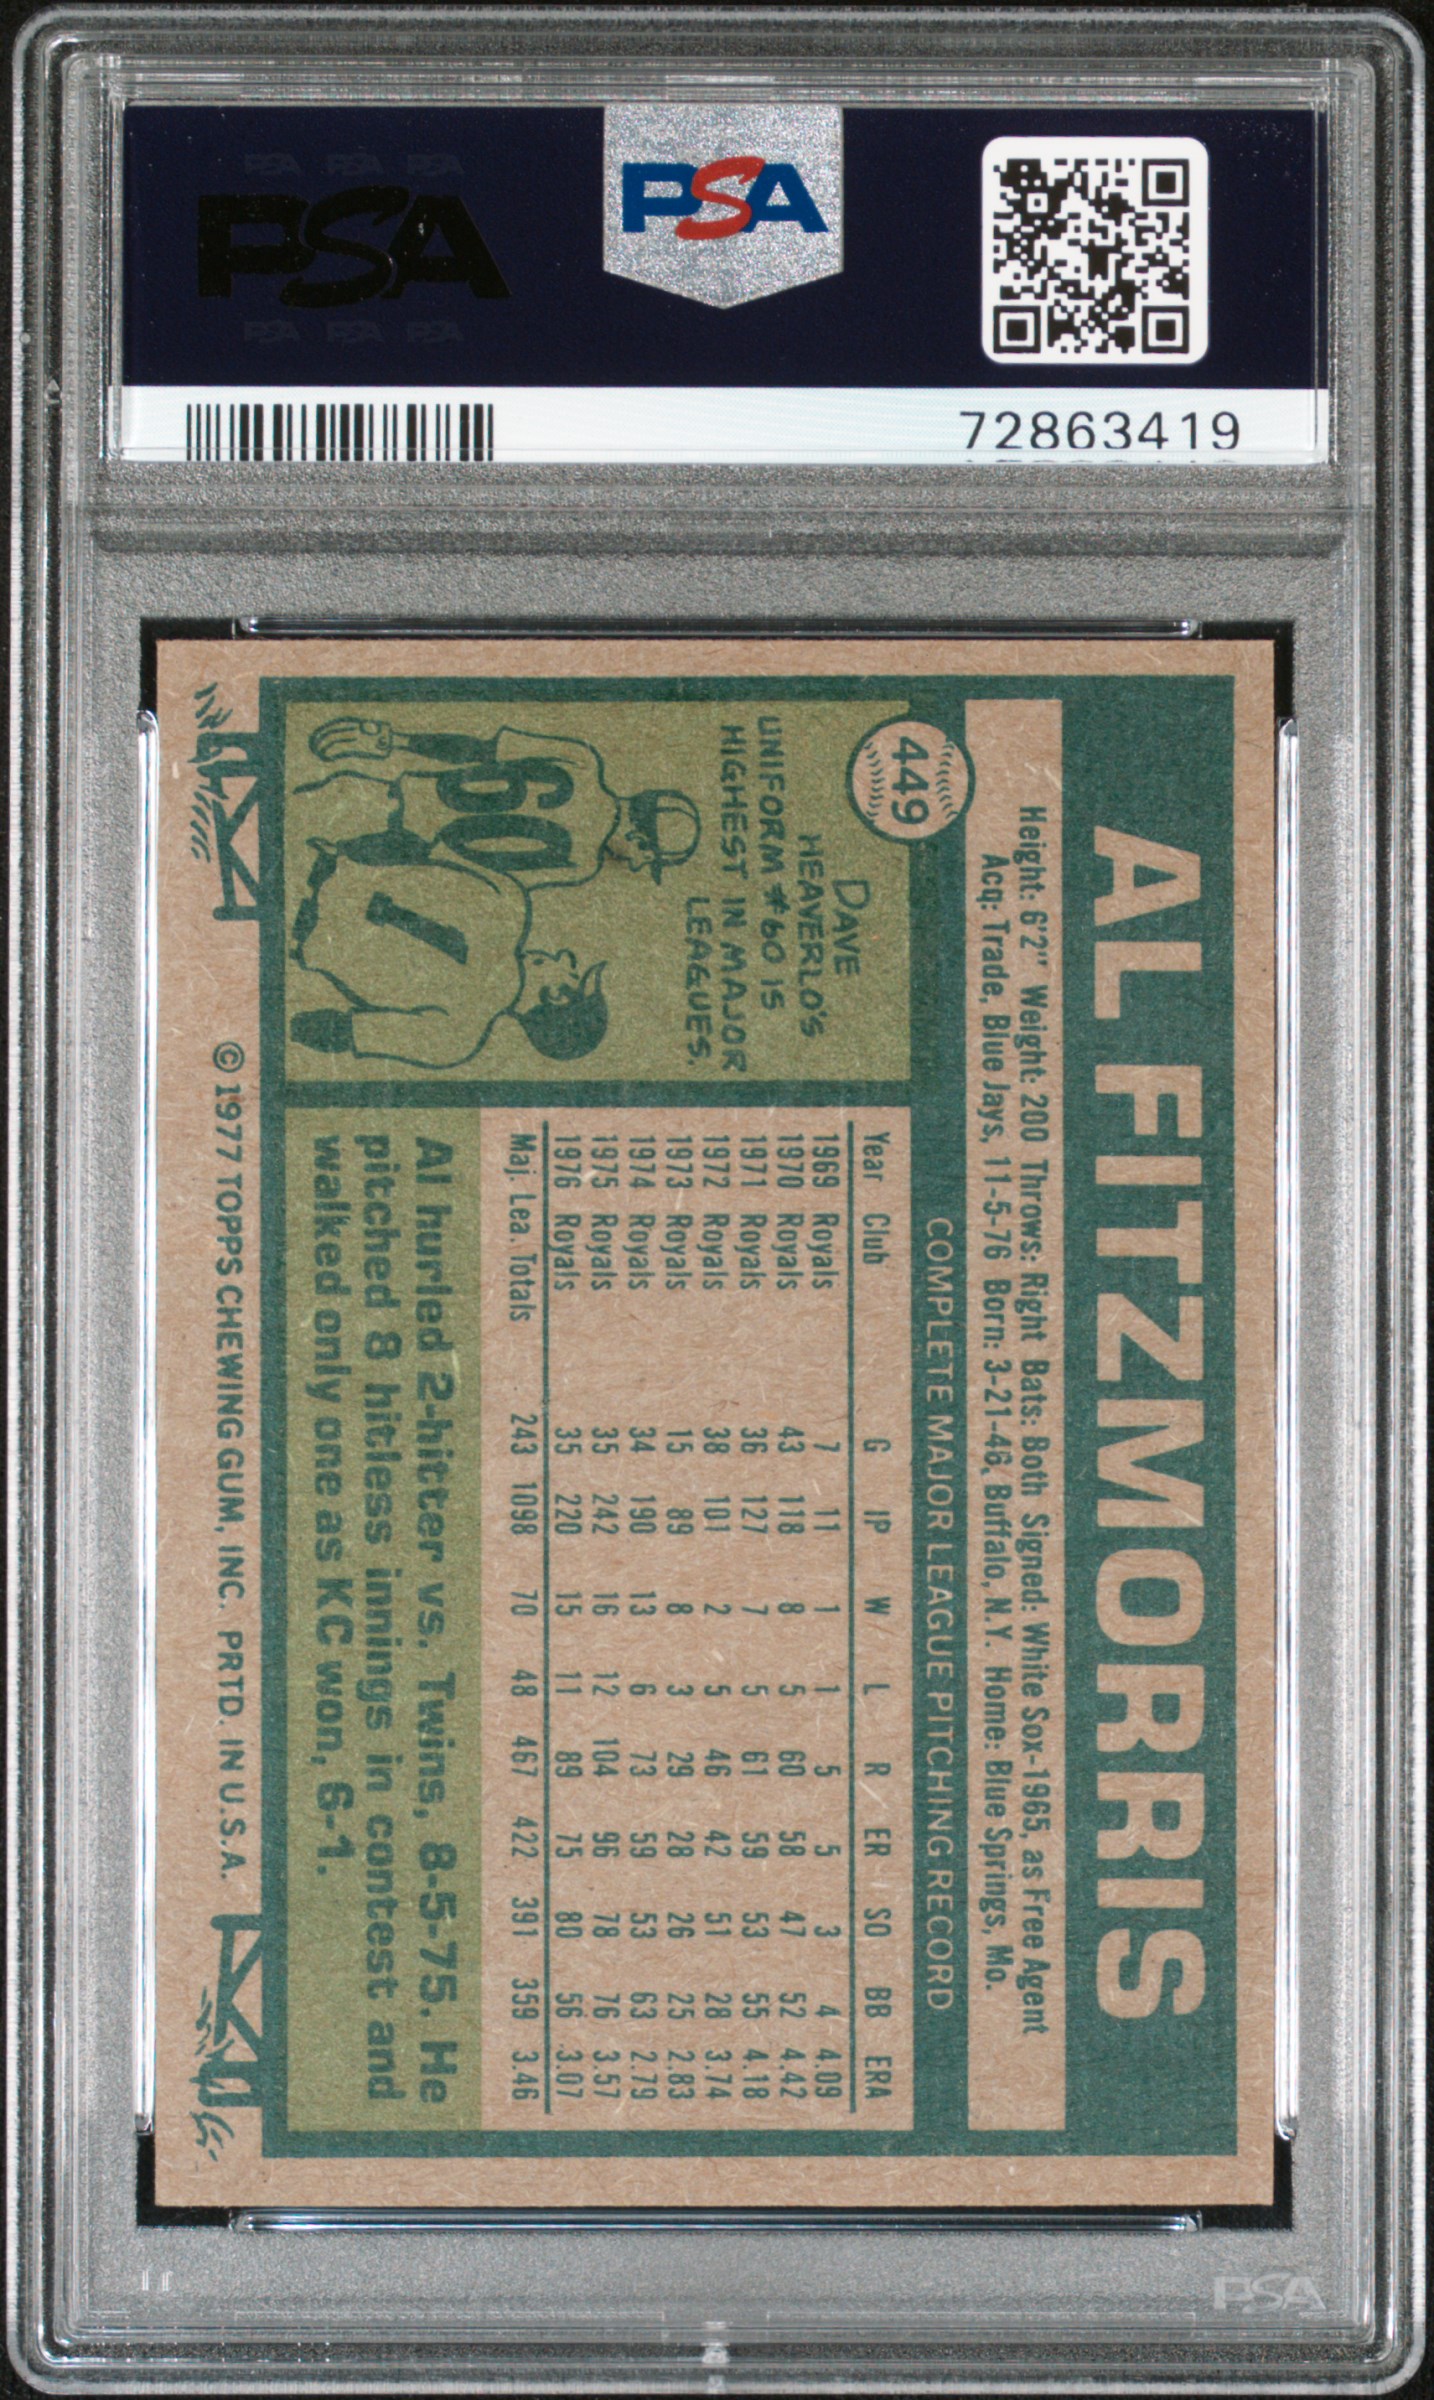 PSA PSA PSA
PSA
PSA PSA PSA
PSA
72863419
449
AL FITZMORRIS
Height: 6'2" Weight: 200 Throws: Right Bats: Both Signed: White Sox-1965, as Free Agent
Acq: Trade, Blue Jays, 11-5-76 Born: 3-21-46, Buffalo, N.Y. Home: Blue Springs, Mo.
COMPLETE MAJOR LEAGUE PITCHING RECORD
DAVE
HEAVERLO'S
UNIFORM #60 IS
HIGHEST IN MAJOR
LEAGUES.
60
7
Year Club G IP W L R ER SO BB ERA
1969 Royals 7 11 1 1 5 5 3 4 4.09
1970 Royals 43 118 8 5 60 58 47 52 4.42
1971 Royals 36 127 7 5 61 59 53 55 4.18
1972 Royals 38 101 2 5 46 42 51 28 3.74
1973 Royals 15 89 8 3 29 28 26 25 2.83
1974 Royals 34 190 13 6 73 59 53 63 2.79
1975 Royals 35 242 16 12 104 96 78 76 3.57
1976 Royals 35 220 15 11 89 75 80 56 3.07
Maj. Lea. Totals 243 1098 70 48 467 422 391 359 3.46
Al hurled 2-hitter vs. Twins, 8-5-75. He
pitched 8 hitless innings in contest and
walked only one as KC won, 6-1.
© 1977 TOPPS CHEWING GUM, INC. PRTD. IN U.S.A.
PSA